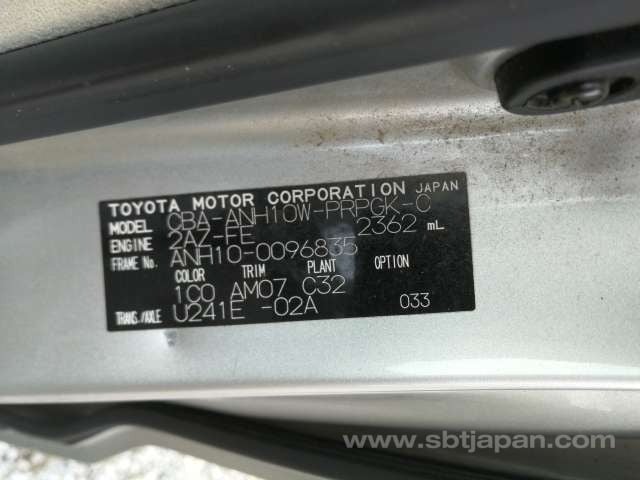 TOYOTA MOTOR CORPORATION JAPAN
MODEL CBA-ANH10W-PRPGK-C
ENGINE 2AZ-FE 2362 mL
FRAME No. ANH10-0096835
COLOR TRIM PLANT OPTION
1C0 AM07 C32
TRANS./AXLE U241E -02A 033
www.sbtjapan.com